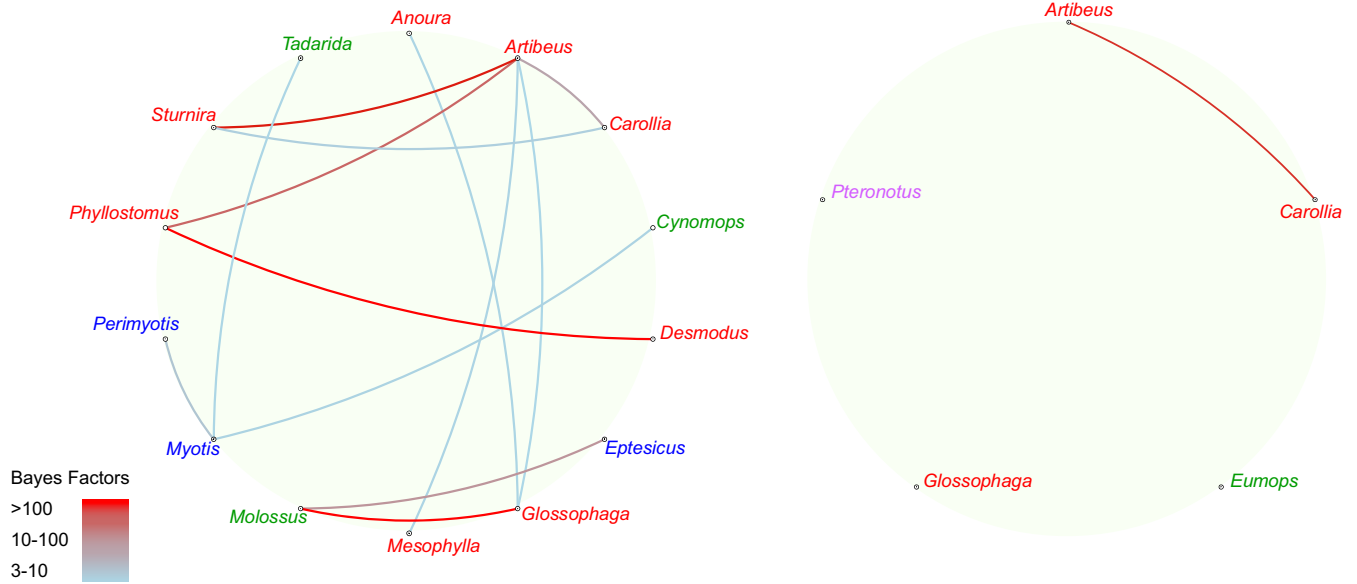 Artibeus
Anoura
Tadarida
Artibeus
Sturnira
Carollia
Pteronotus
Phyllostomus
Cynomops
Carollia
Perimyotis
Desmodus
Myotis
Eptesicus
Bayes Factors
>100
10-100
3-10
Molossus
Glossophaga
Mesophylla
Glossophaga
Eumops